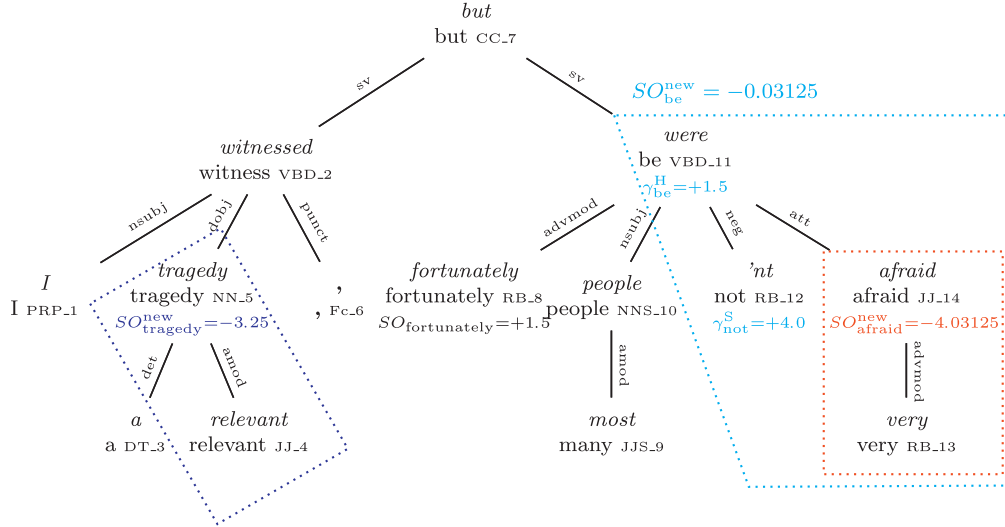 but
but CC_7
sv
sv
SO^new_be = −0.03125
witnessed
witness VBD_2
were
be VBD_11
γ^H_be=+1.5
nsubj
dobj
punct
advmod
nsubj
neg
att
I
I PRP_1
tragedy
tragedy NN_5
SO^new_tragedy=−3.25
,
, Fc_6
fortunately
fortunately RB_8
SO_fortunately=+1.5
people
people NNS_10
'nt
not RB_12
γ^S_not=+4.0
afraid
afraid JJ_14
SO^new_afraid=−4.03125
det
amod
amod
advmod
a
a DT_3
relevant
relevant JJ_4
most
many JJS_9
very
very RB_13